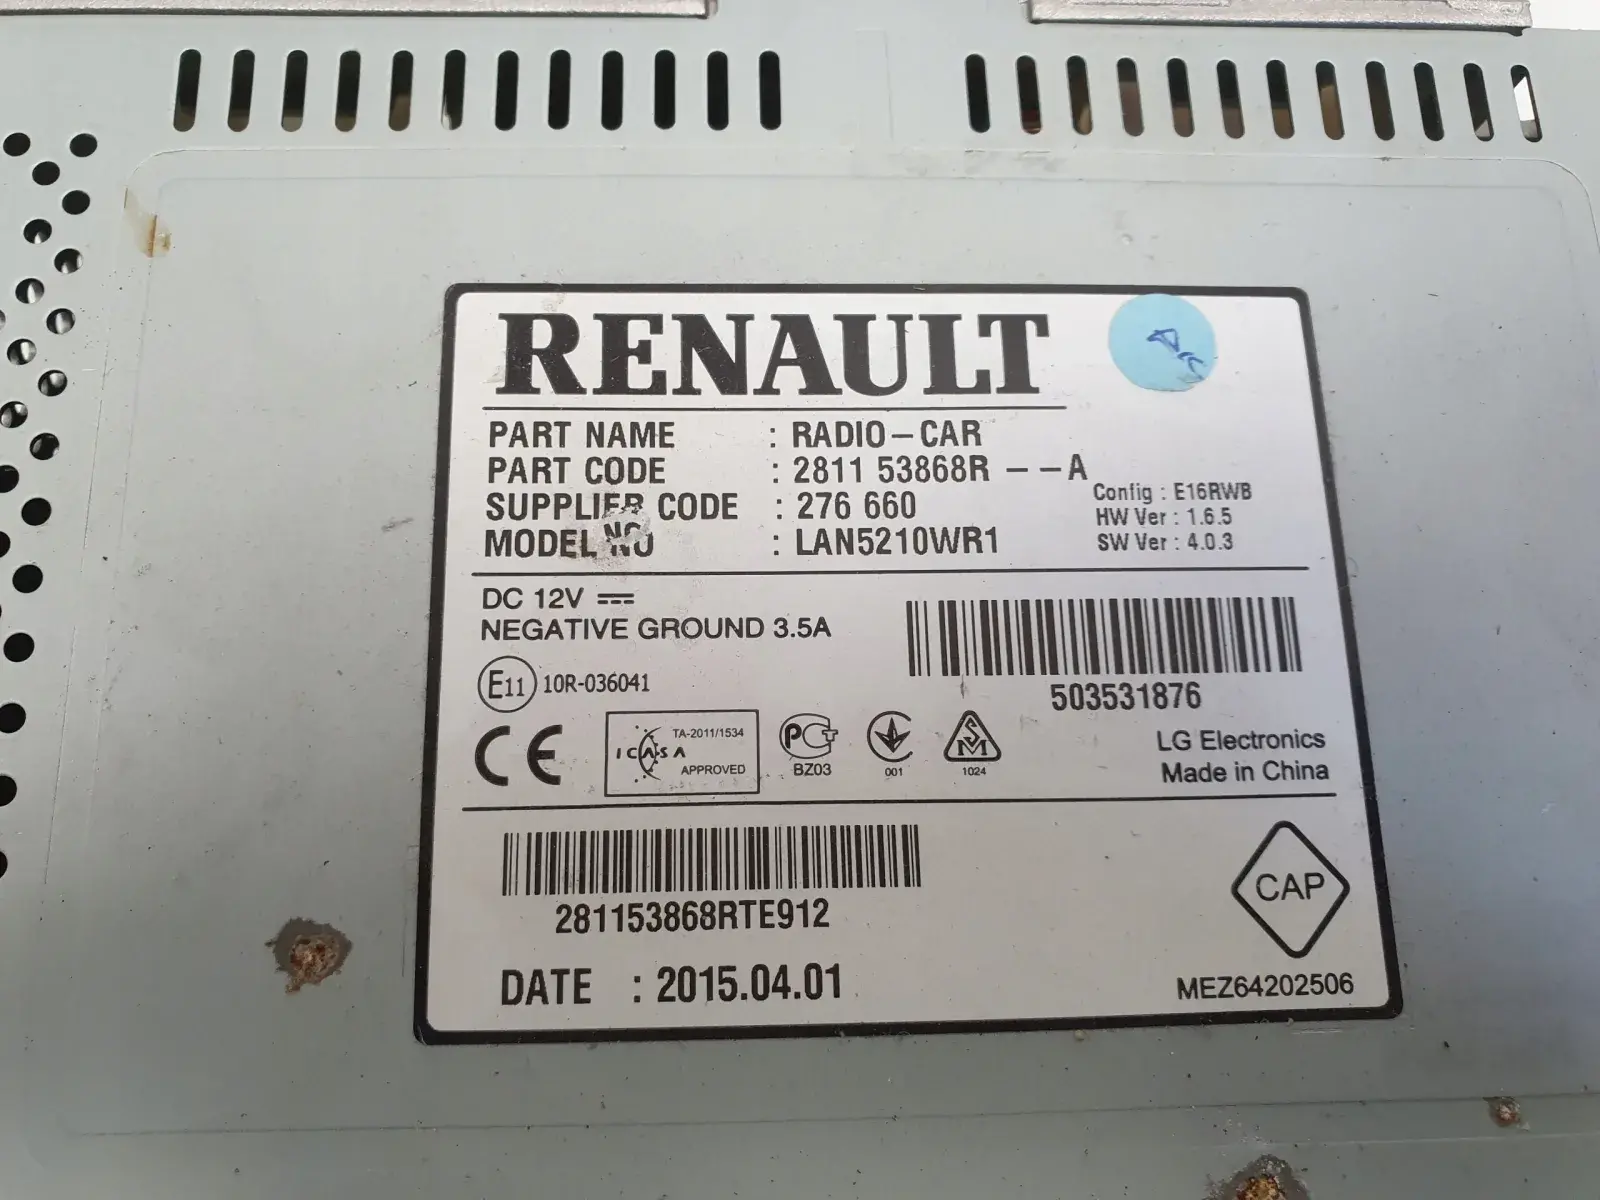 RENAULT
PART NAME : RADIO-CAR
PART CODE : 2811 53868R --A
SUPPLIER CODE : 276 660
MODEL NO : LAN5210WR1
Config : E16RWB
HW Ver : 1.6.5
SW Ver : 4.0.3
DC 12V
NEGATIVE GROUND 3.5A
503531876
E11 10R-036041
CE
ICASA
TA-2011/1534
APPROVED
PCT
BZ03
001
SM
1024
LG Electronics
Made in China
281153868RTE912
DATE : 2015.04.01
CAP
MEZ64202506